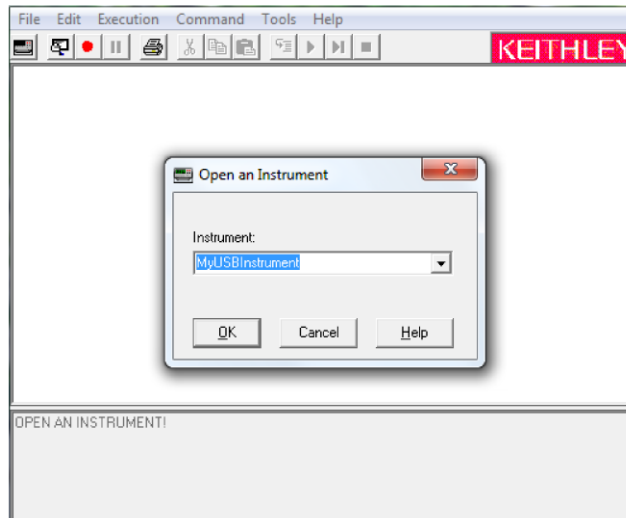 File Edit Execution Command Tools Help
KEITHLEY
Open an Instrument
Instrument:
MyUSBInstrument
OK Cancel Help
OPEN AN INSTRUMENT!